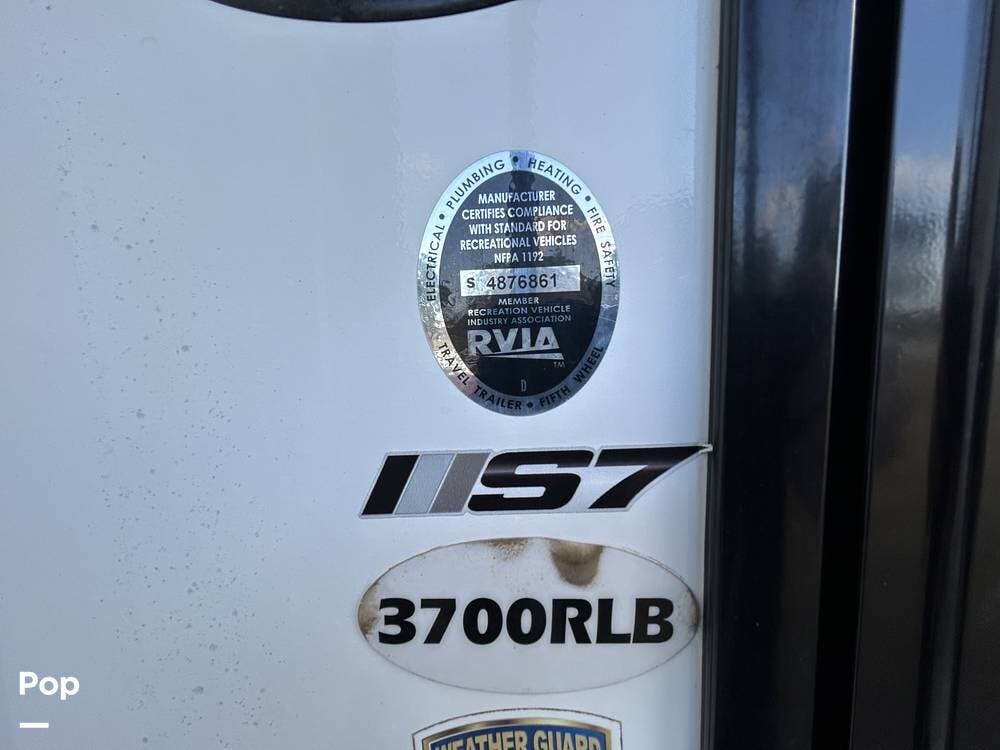 ELECTRICAL • PLUMBING • HEATING • FIRE SAFETY
MANUFACTURER
CERTIFIES COMPLIANCE
WITH STANDARD FOR
RECREATIONAL VEHICLES
NFPA 1192
S 4876861
MEMBER
RECREATION VEHICLE
INDUSTRY ASSOCIATION
RVIA
TM
D
TRAVEL TRAILER • FIFTH WHEEL
S7
3700RLB
WEATHER GUARD
Pop